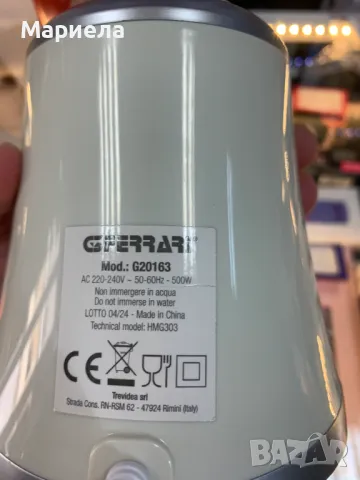 Мариела
G3FERRARI
Mod.: G20163
AC 220-240V ~ 50-60Hz - 500W
Non immergere in acqua
Do not immerse in water
LOTTO 04/24 - Made in China
Technical model: HMG303
CE
Trevidea srl
Strada Cons. RN-RSM 62 - 47924 Rimini (Italy)
bazar